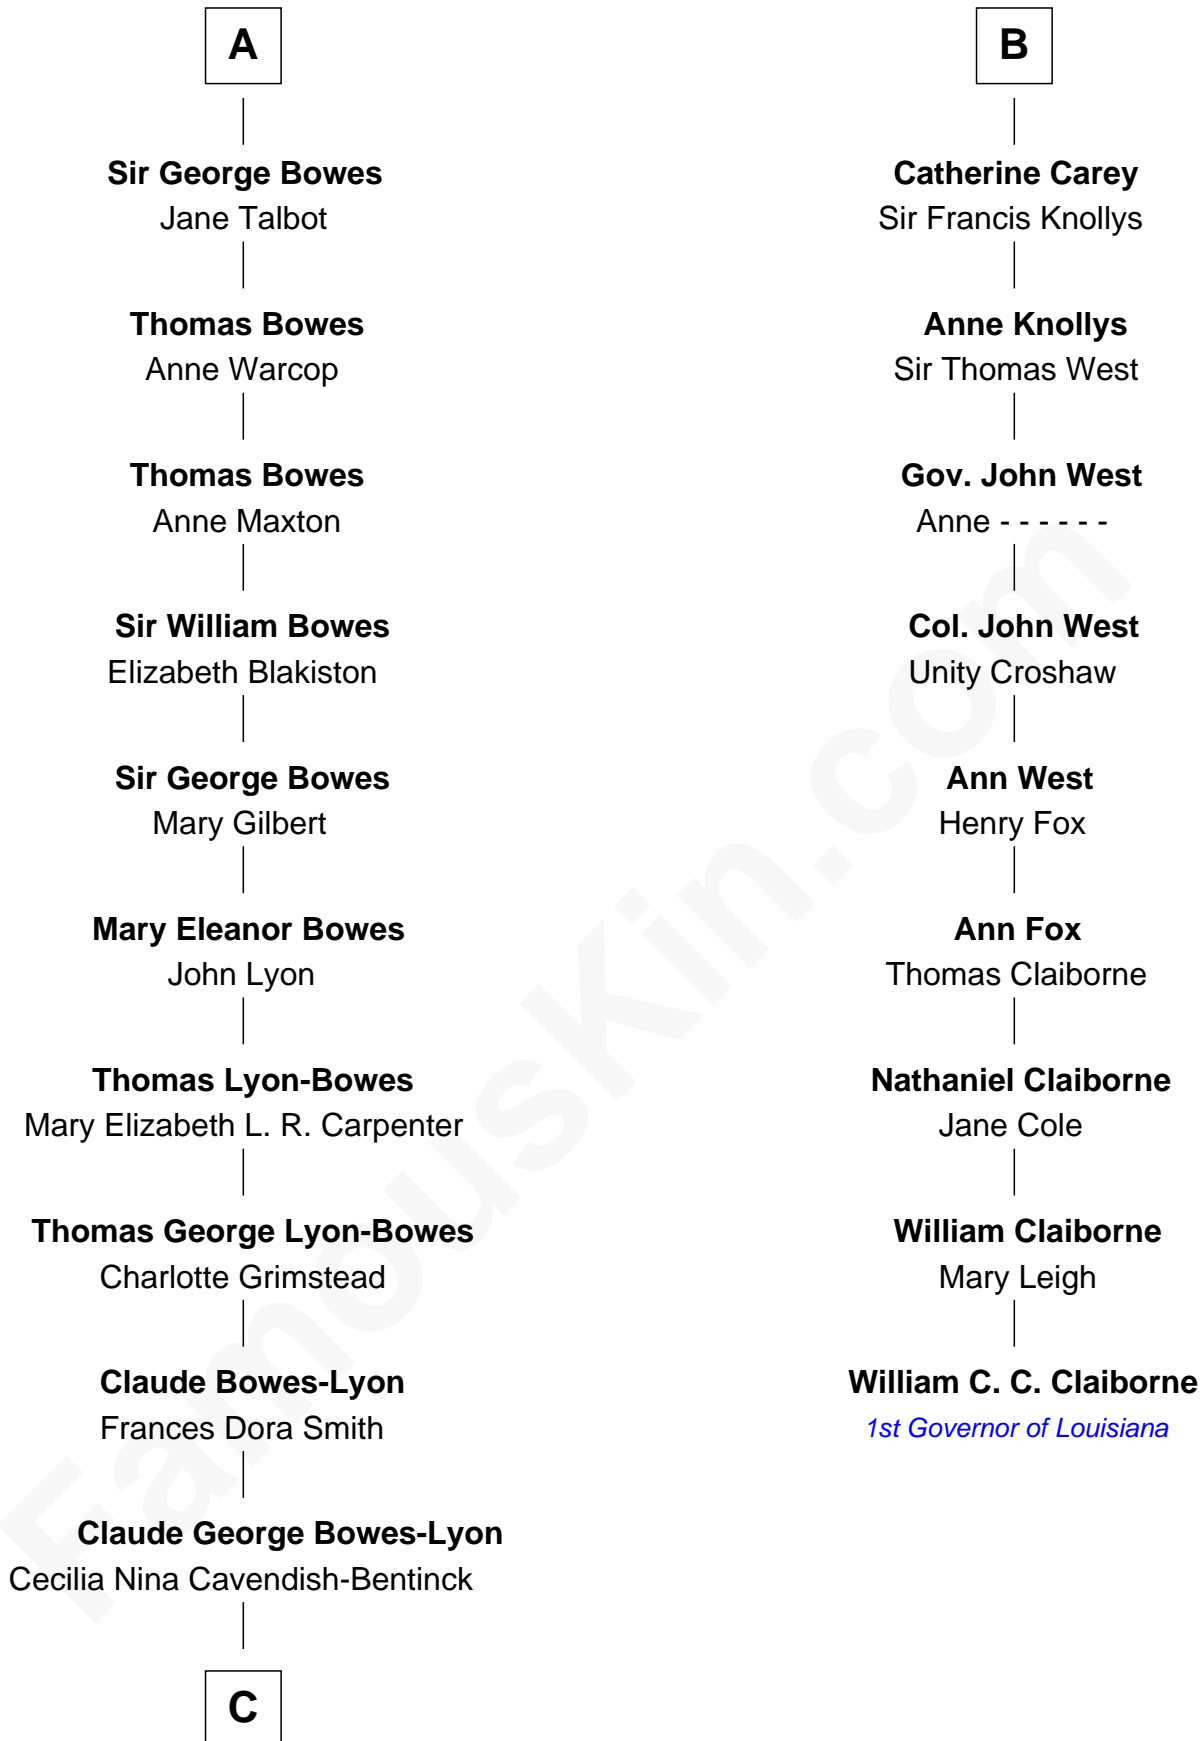 A
Sir George Bowes
Jane Talbot
Thomas Bowes
Anne Warcop
Thomas Bowes
Anne Maxton
Sir William Bowes
Elizabeth Blakiston
Sir George Bowes
Mary Gilbert
Mary Eleanor Bowes
John Lyon
Thomas Lyon-Bowes
Mary Elizabeth L. R. Carpenter
Thomas George Lyon-Bowes
Charlotte Grimstead
Claude Bowes-Lyon
Frances Dora Smith
Claude George Bowes-Lyon
Cecilia Nina Cavendish-Bentinck
C
B
Catherine Carey
Sir Francis Knollys
Anne Knollys
Sir Thomas West
Gov. John West
Anne - - - - - -
Col. John West
Unity Croshaw
Ann West
Henry Fox
Ann Fox
Thomas Claiborne
Nathaniel Claiborne
Jane Cole
William Claiborne
Mary Leigh
William C. C. Claiborne
1st Governor of Louisiana
FamousKin.com